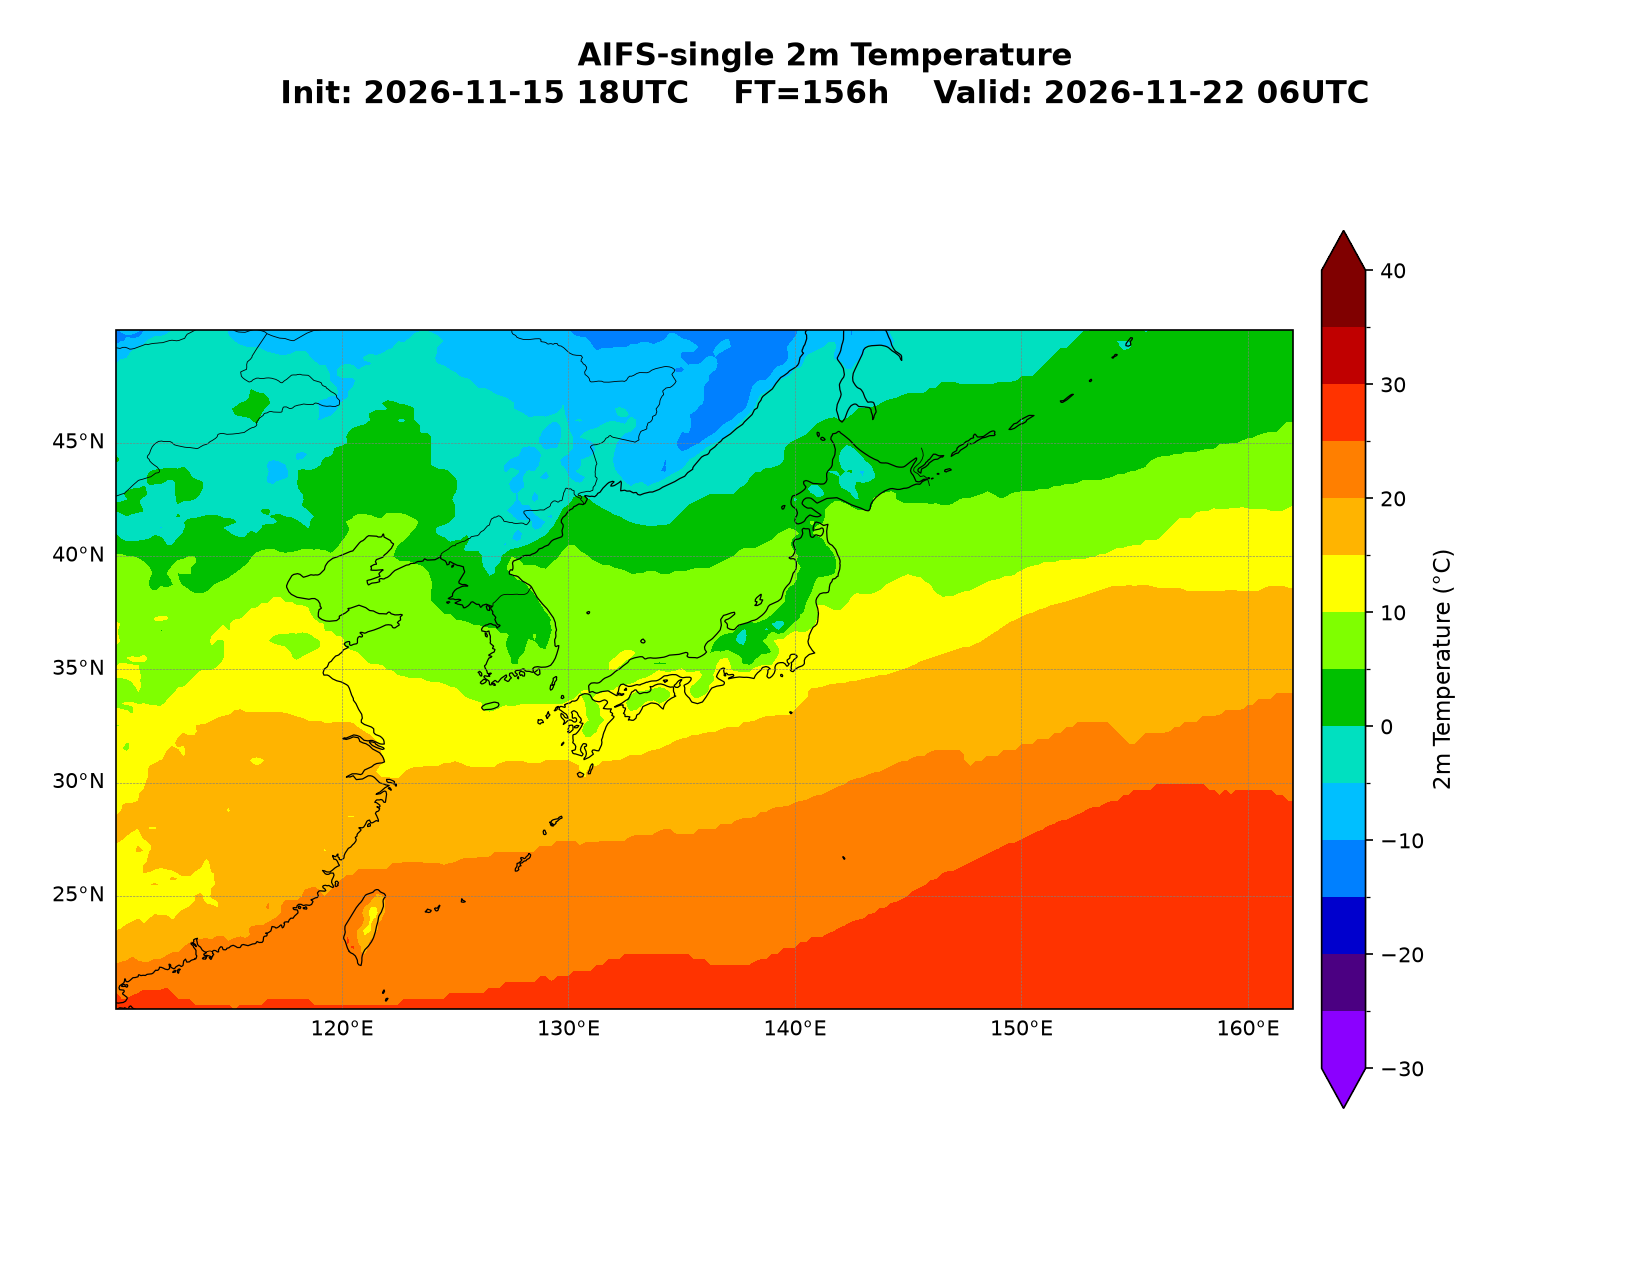 AIFS-single 2m Temperature
Init: 2026-11-15 18UTC    FT=156h    Valid: 2026-11-22 06UTC
45°N
40°N
35°N
30°N
25°N
120°E
130°E
140°E
150°E
160°E
40
30
20
10
0
−10
−20
−30
2m Temperature (°C)